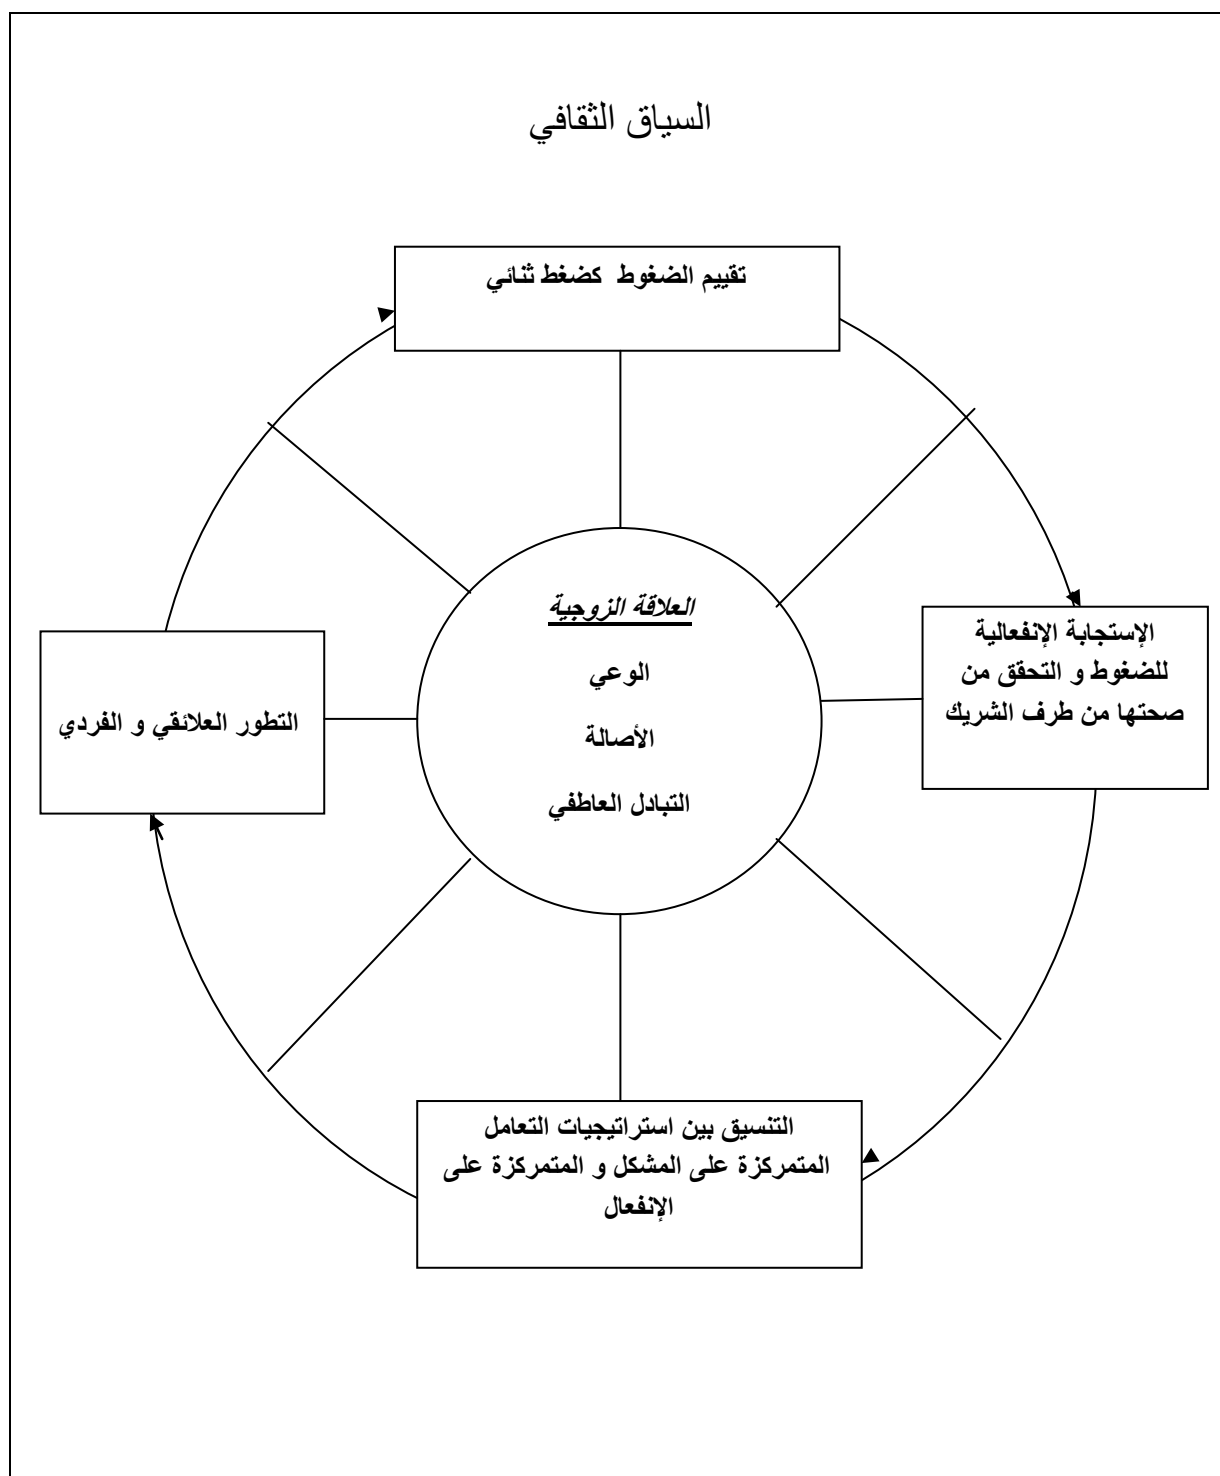 السياق الثقافي
تقييم الضغوط كضغط ثنائي
العلاقة الزوجية
الوعي
الأصالة
التبادل العاطفي
الإستجابة الإنفعالية
للضغوط و التحقق من
صحتها من طرف الشريك
التطور العلائقي و الفردي
التنسيق بين استراتيجيات التعامل
المتمركزة على المشكل و المتمركزة على
الإنفعال